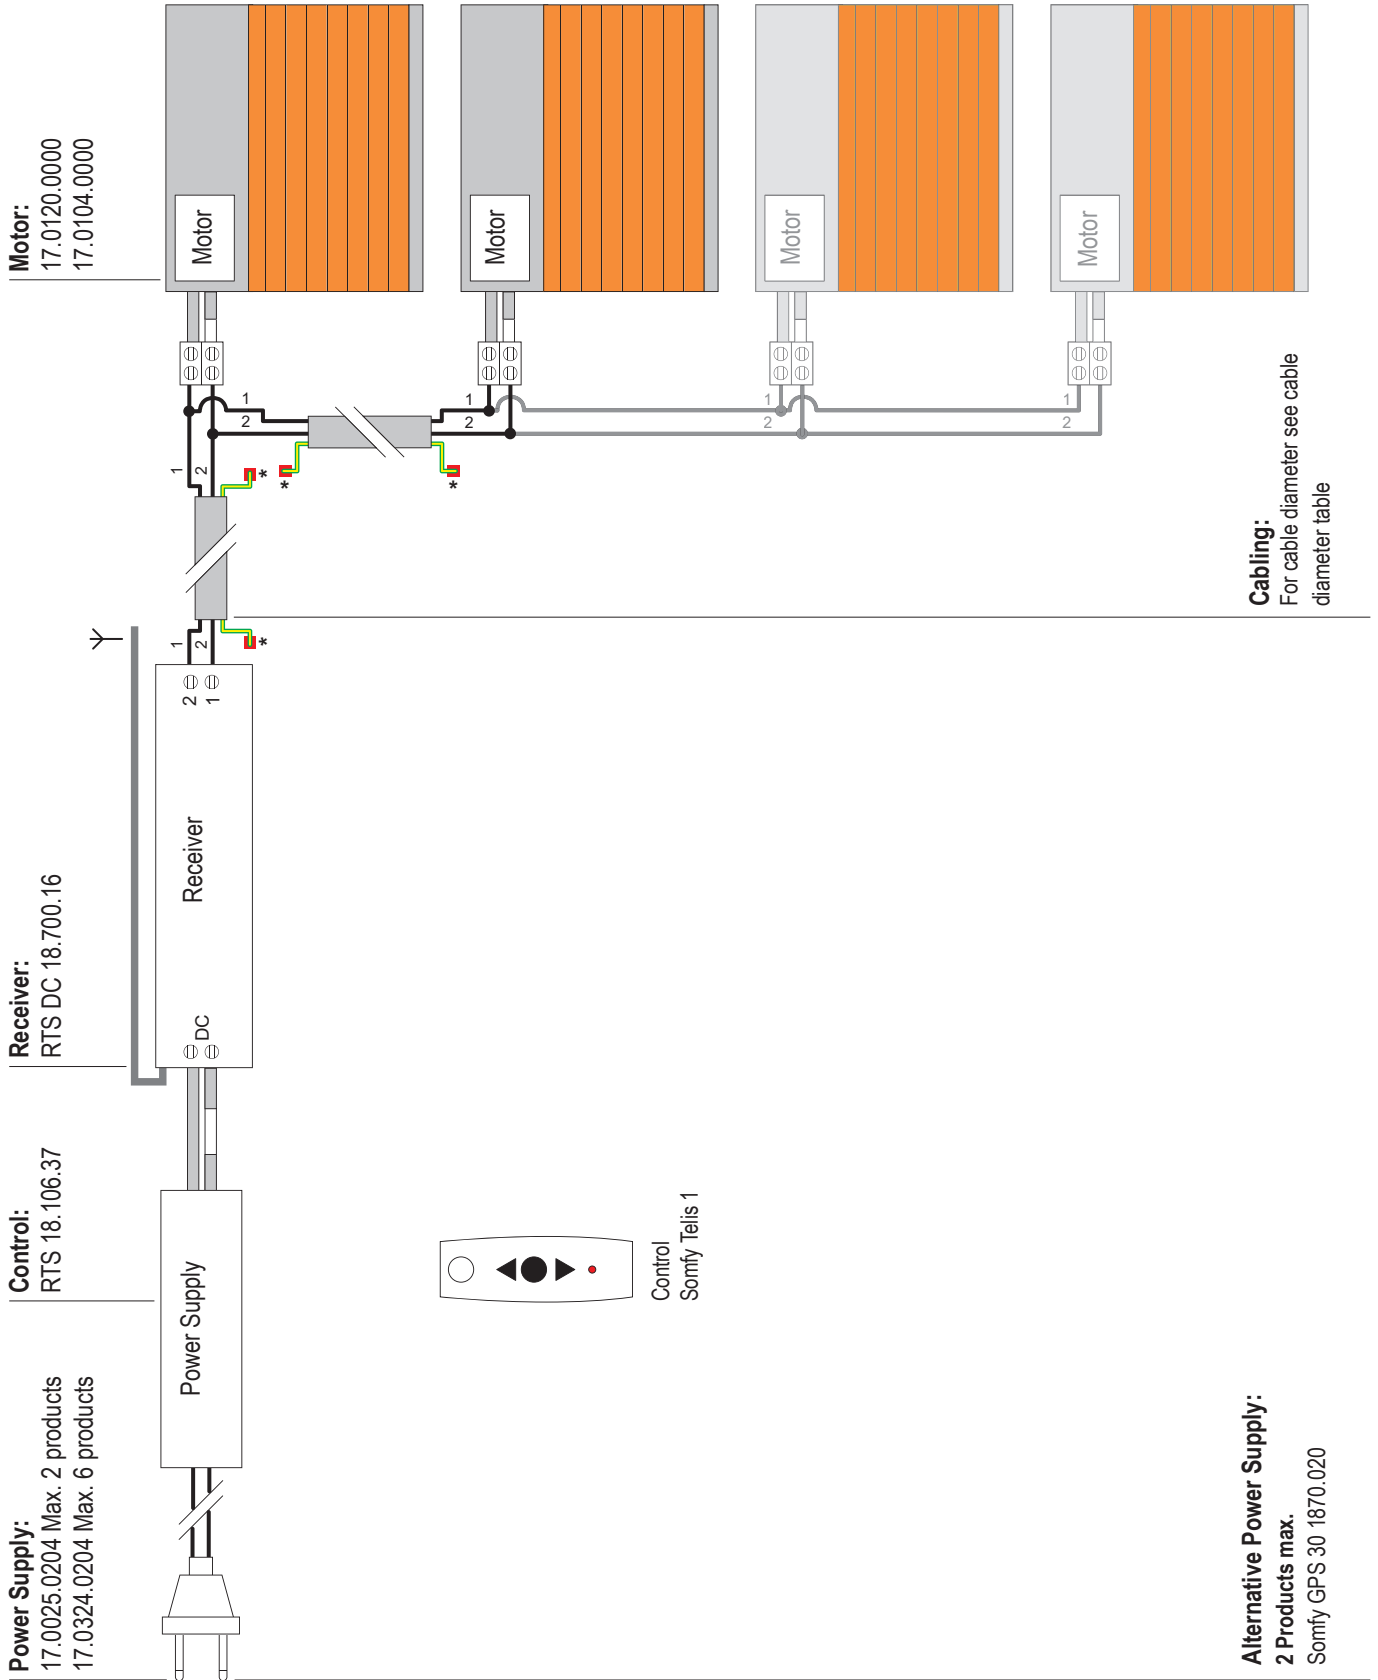 Power Supply:
17.0025.0204 Max. 2 products
17.0324.0204 Max. 6 products
Control:
RTS 18.106.37
Receiver:
RTS DC 18.700.16
Motor:
17.0120.0000
17.0104.0000
Power Supply
DC
Receiver
2
1
1
2
*
1
2
*
1
2
*
1
2
*
1
2
1
2
Motor
Motor
Motor
Motor
Control
Somfy Telis 1
Alternative Power Supply:
2 Products max.
Somfy GPS 30 1870.020
Cabling:
For cable diameter see cable
diameter table